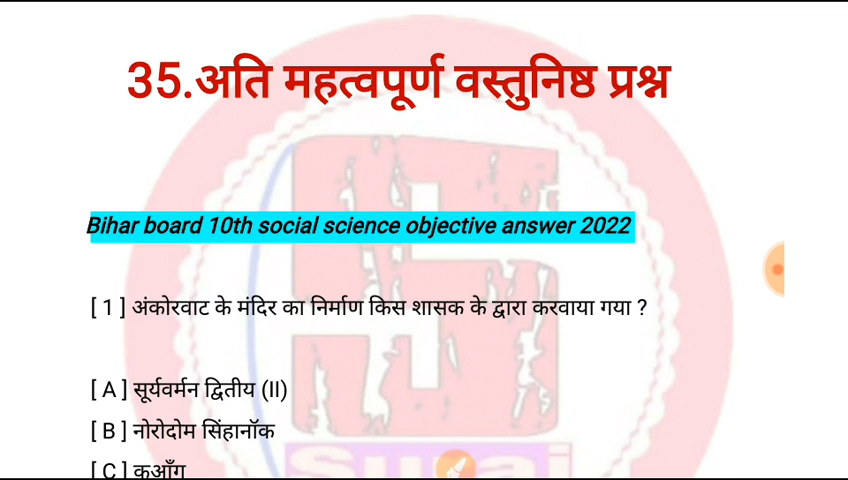 35.अति महत्वपूर्ण वस्तुनिष्ठ प्रश्न
Bihar board 10th social science objective answer 2022
[ 1 ] अंकोरवाट के मंदिर का निर्माण किस शासक के द्वारा करवाया गया ?
[ A ] सूर्यवर्मन द्वितीय (II)
[ B ] नोरोदोम सिंहानॉक
[ C ] कुआँग